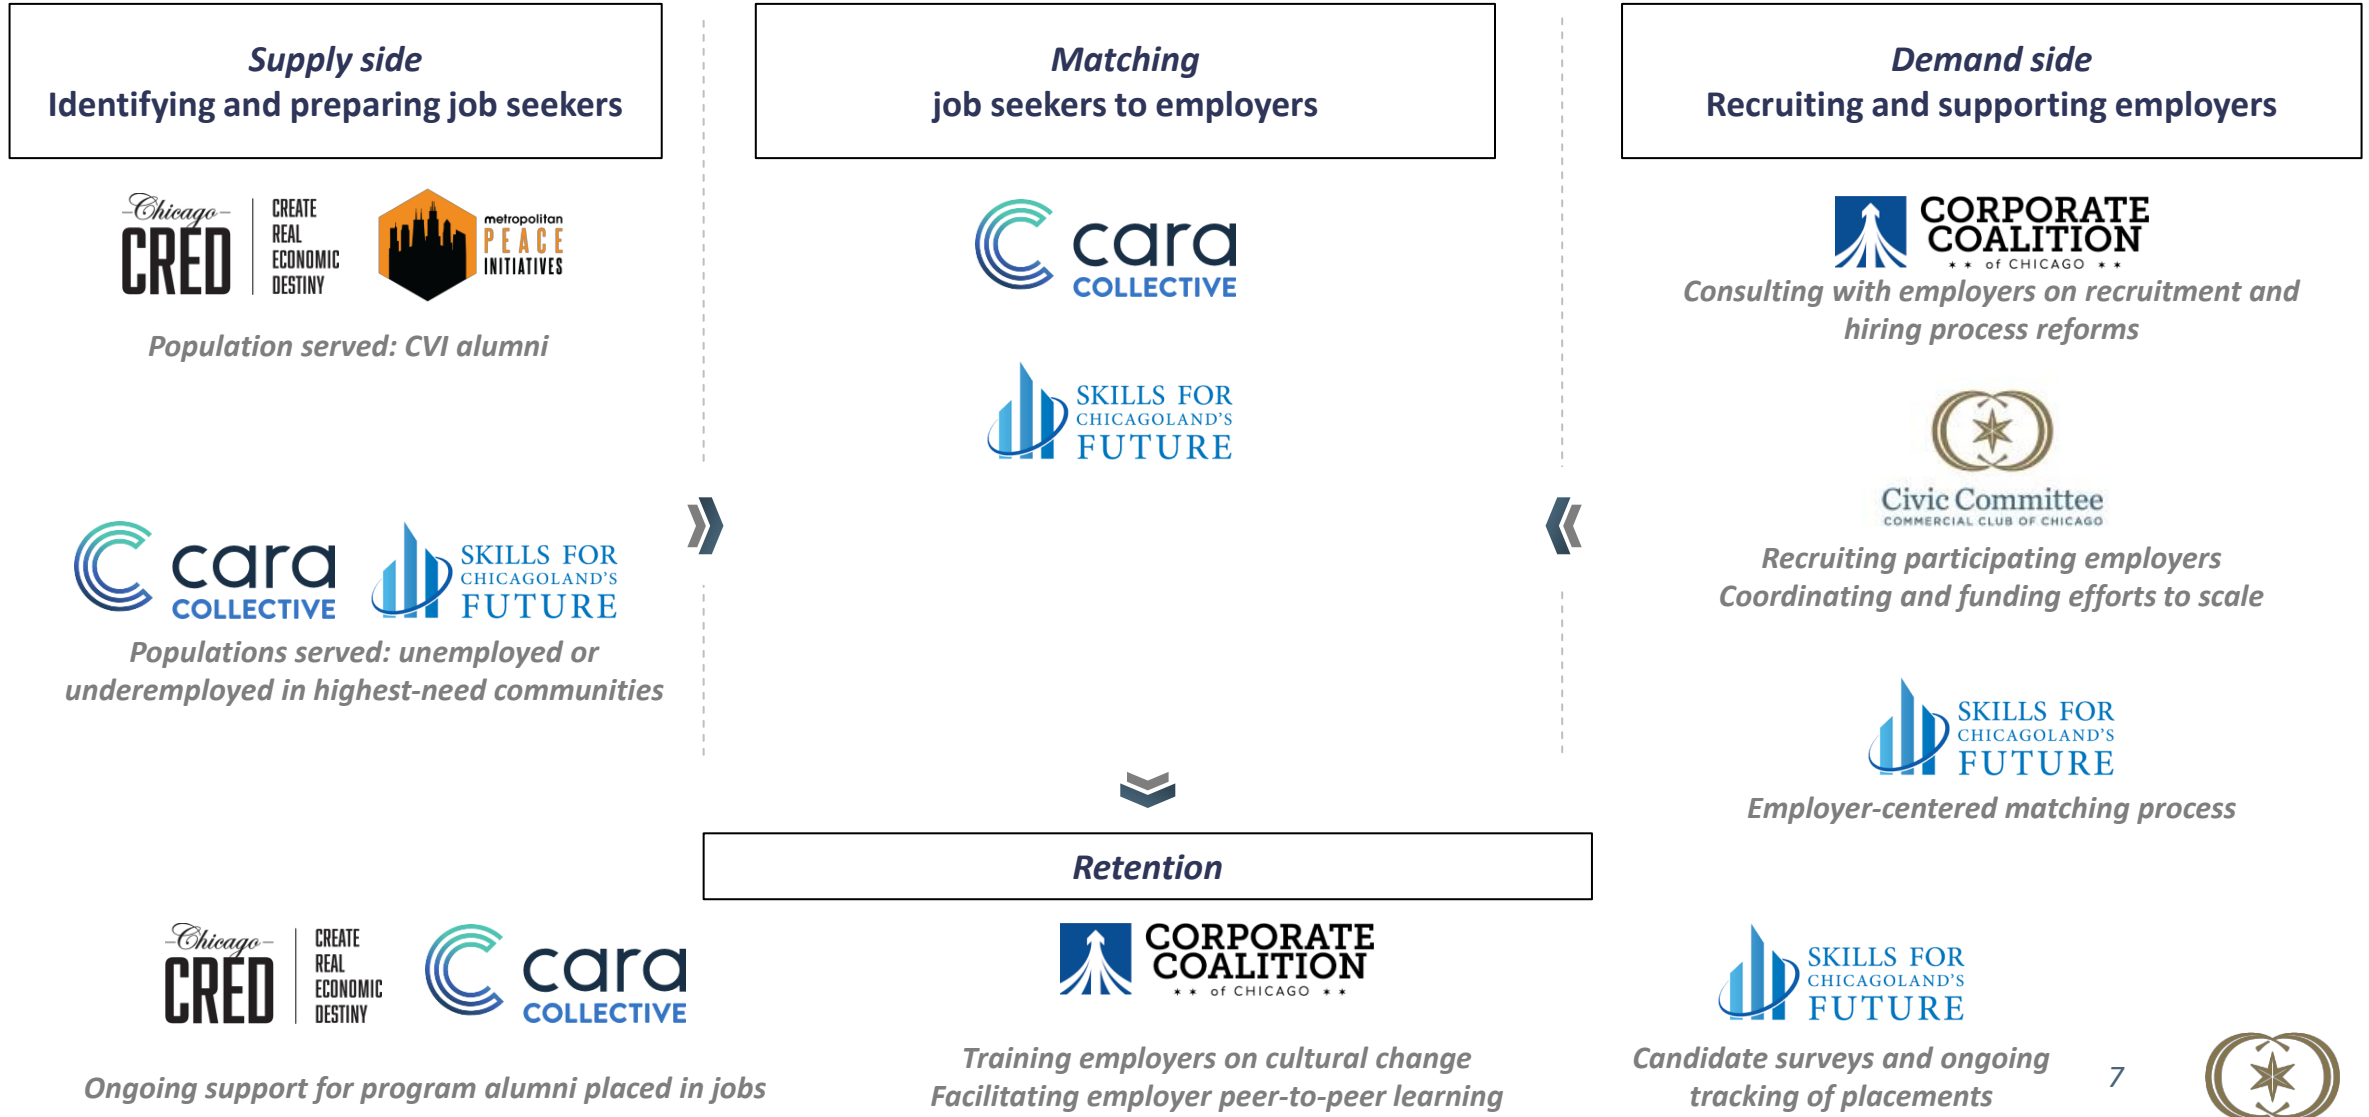 Supply side
Identifying and preparing job seekers
Chicago
CRED
CREATE
REAL
ECONOMIC
DESTINY
metropolitan
PEACE
INITIATIVES
Population served: CVI alumni
cara
COLLECTIVE
SKILLS FOR
CHICAGOLAND'S
FUTURE
Populations served: unemployed or
underemployed in highest-need communities
Matching
job seekers to employers
cara
COLLECTIVE
SKILLS FOR
CHICAGOLAND'S
FUTURE
Demand side
Recruiting and supporting employers
CORPORATE
COALITION
of CHICAGO
Consulting with employers on recruitment and
hiring process reforms
Civic Committee
COMMERCIAL CLUB OF CHICAGO
Recruiting participating employers
Coordinating and funding efforts to scale
SKILLS FOR
CHICAGOLAND'S
FUTURE
Employer-centered matching process
Retention
Chicago
CRED
CREATE
REAL
ECONOMIC
DESTINY
cara
COLLECTIVE
Ongoing support for program alumni placed in jobs
CORPORATE
COALITION
of CHICAGO
Training employers on cultural change
Facilitating employer peer-to-peer learning
SKILLS FOR
CHICAGOLAND'S
FUTURE
Candidate surveys and ongoing
tracking of placements
7